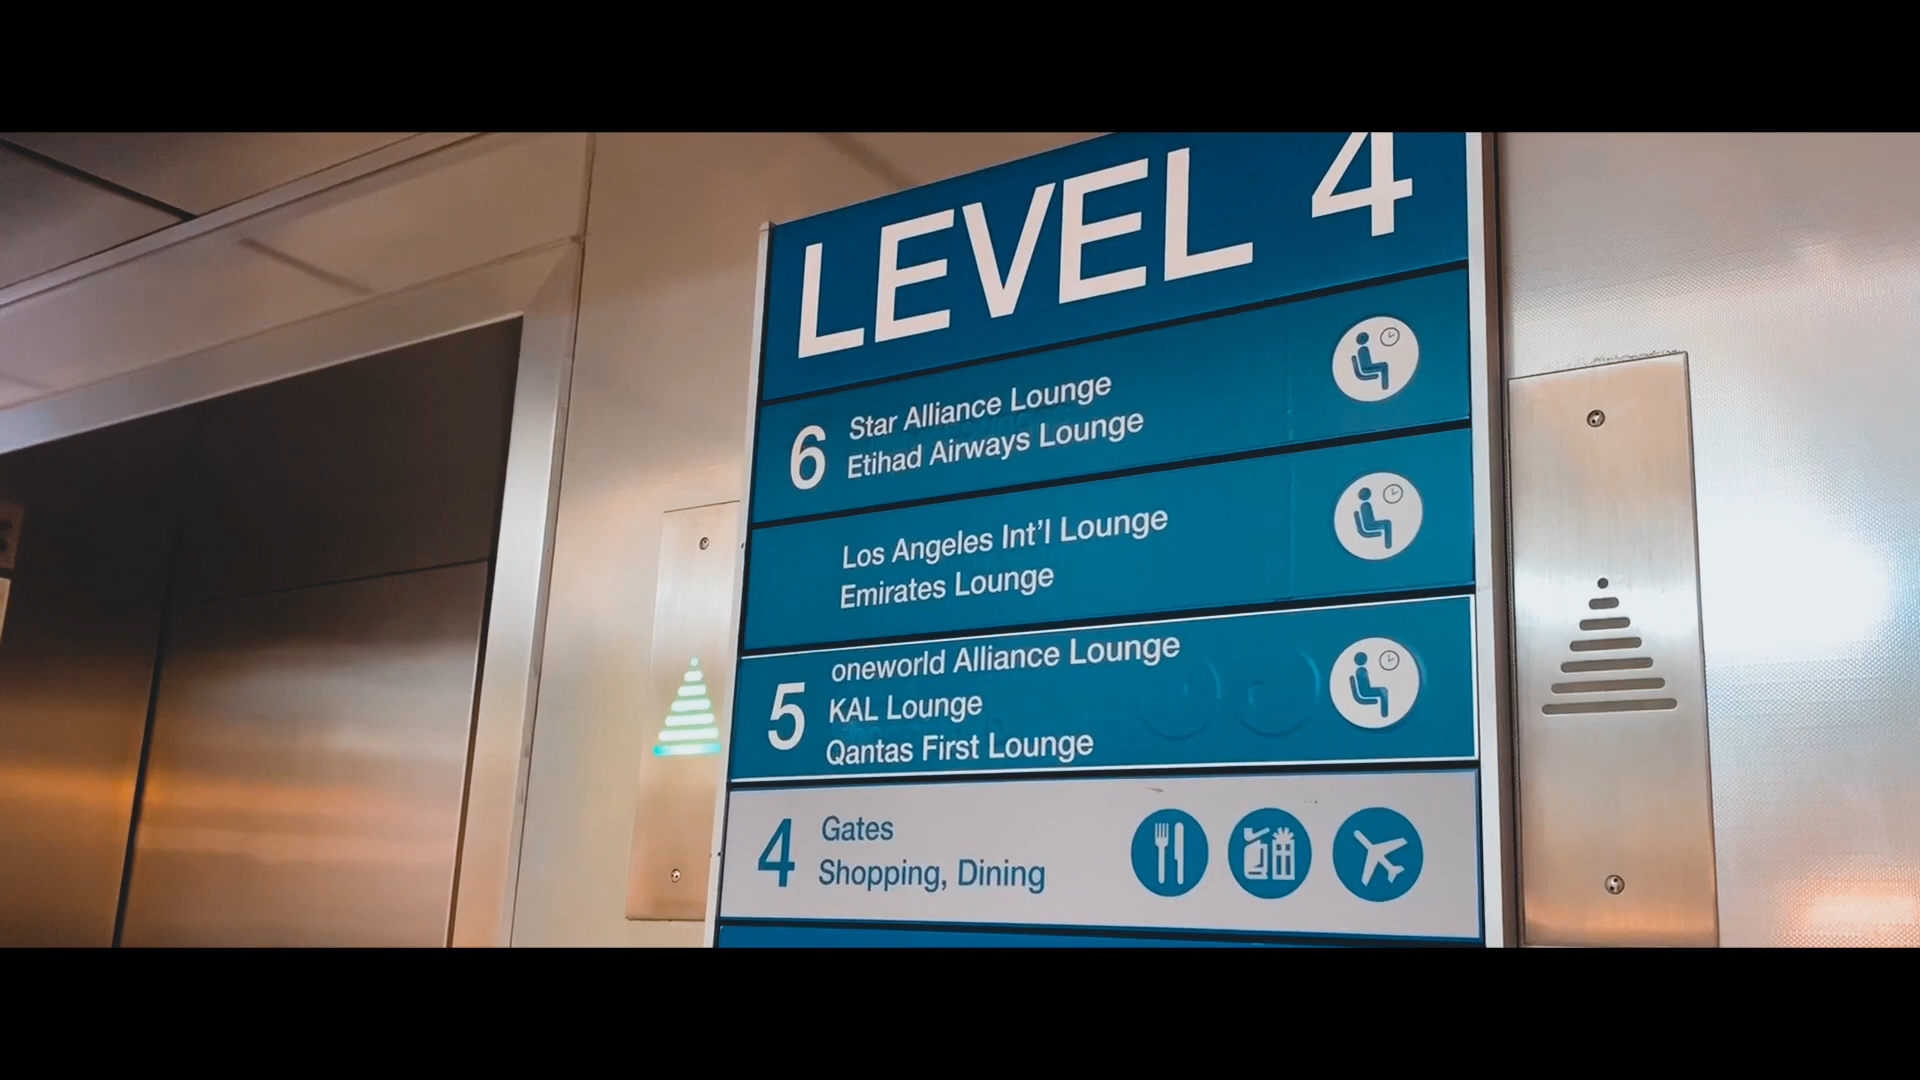 LEVEL 4
6
Star Alliance Lounge
Etihad Airways Lounge
Los Angeles Int'l Lounge
Emirates Lounge
5
oneworld Alliance Lounge
KAL Lounge
Qantas First Lounge
4
Gates
Shopping, Dining